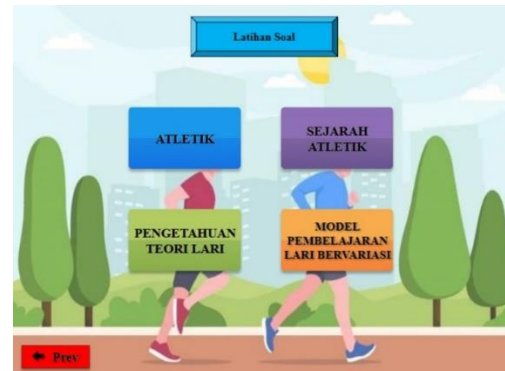 Latihan Soal
ATLETIK
SEJARAH
ATLETIK
PENGETAHUAN
TEORI LARI
MODEL
PEMBELAJARAN
LARI BERVARIASI
Prev